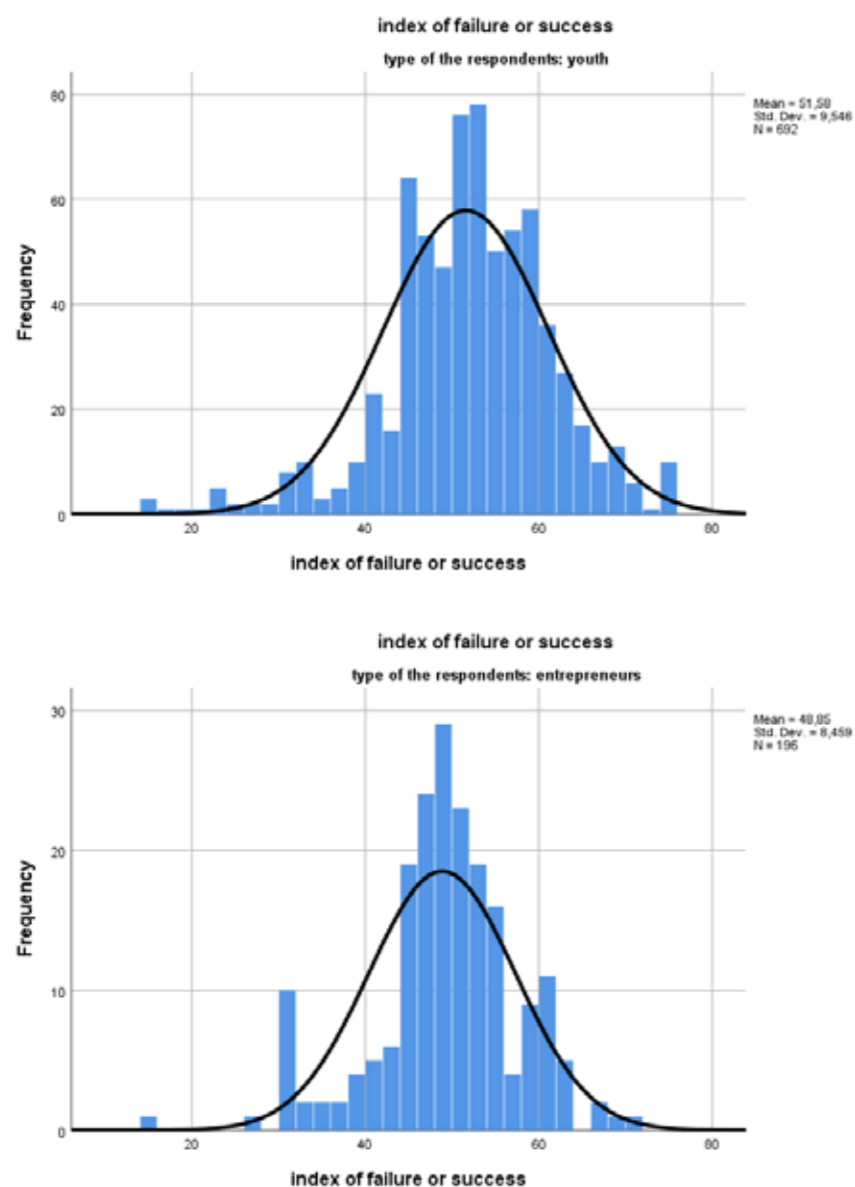 index of failure or success
type of the respondents: youth
Mean = 51,58
Std. Dev. = 9,546
N = 692
Frequency
80
60
40
20
0
20 40 60 80
index of failure or success
index of failure or success
type of the respondents: entrepreneurs
Mean = 48,85
Std. Dev. = 8,459
N = 196
Frequency
30
20
10
0
20 40 60 80
index of failure or success